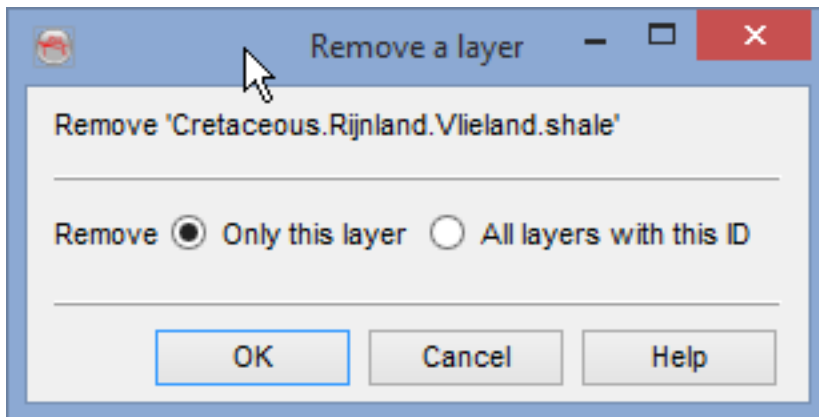 Remove a layer
Remove 'Cretaceous.Rijnland.Vlieland.shale'
Remove Only this layer All layers with this ID
OK Cancel Help